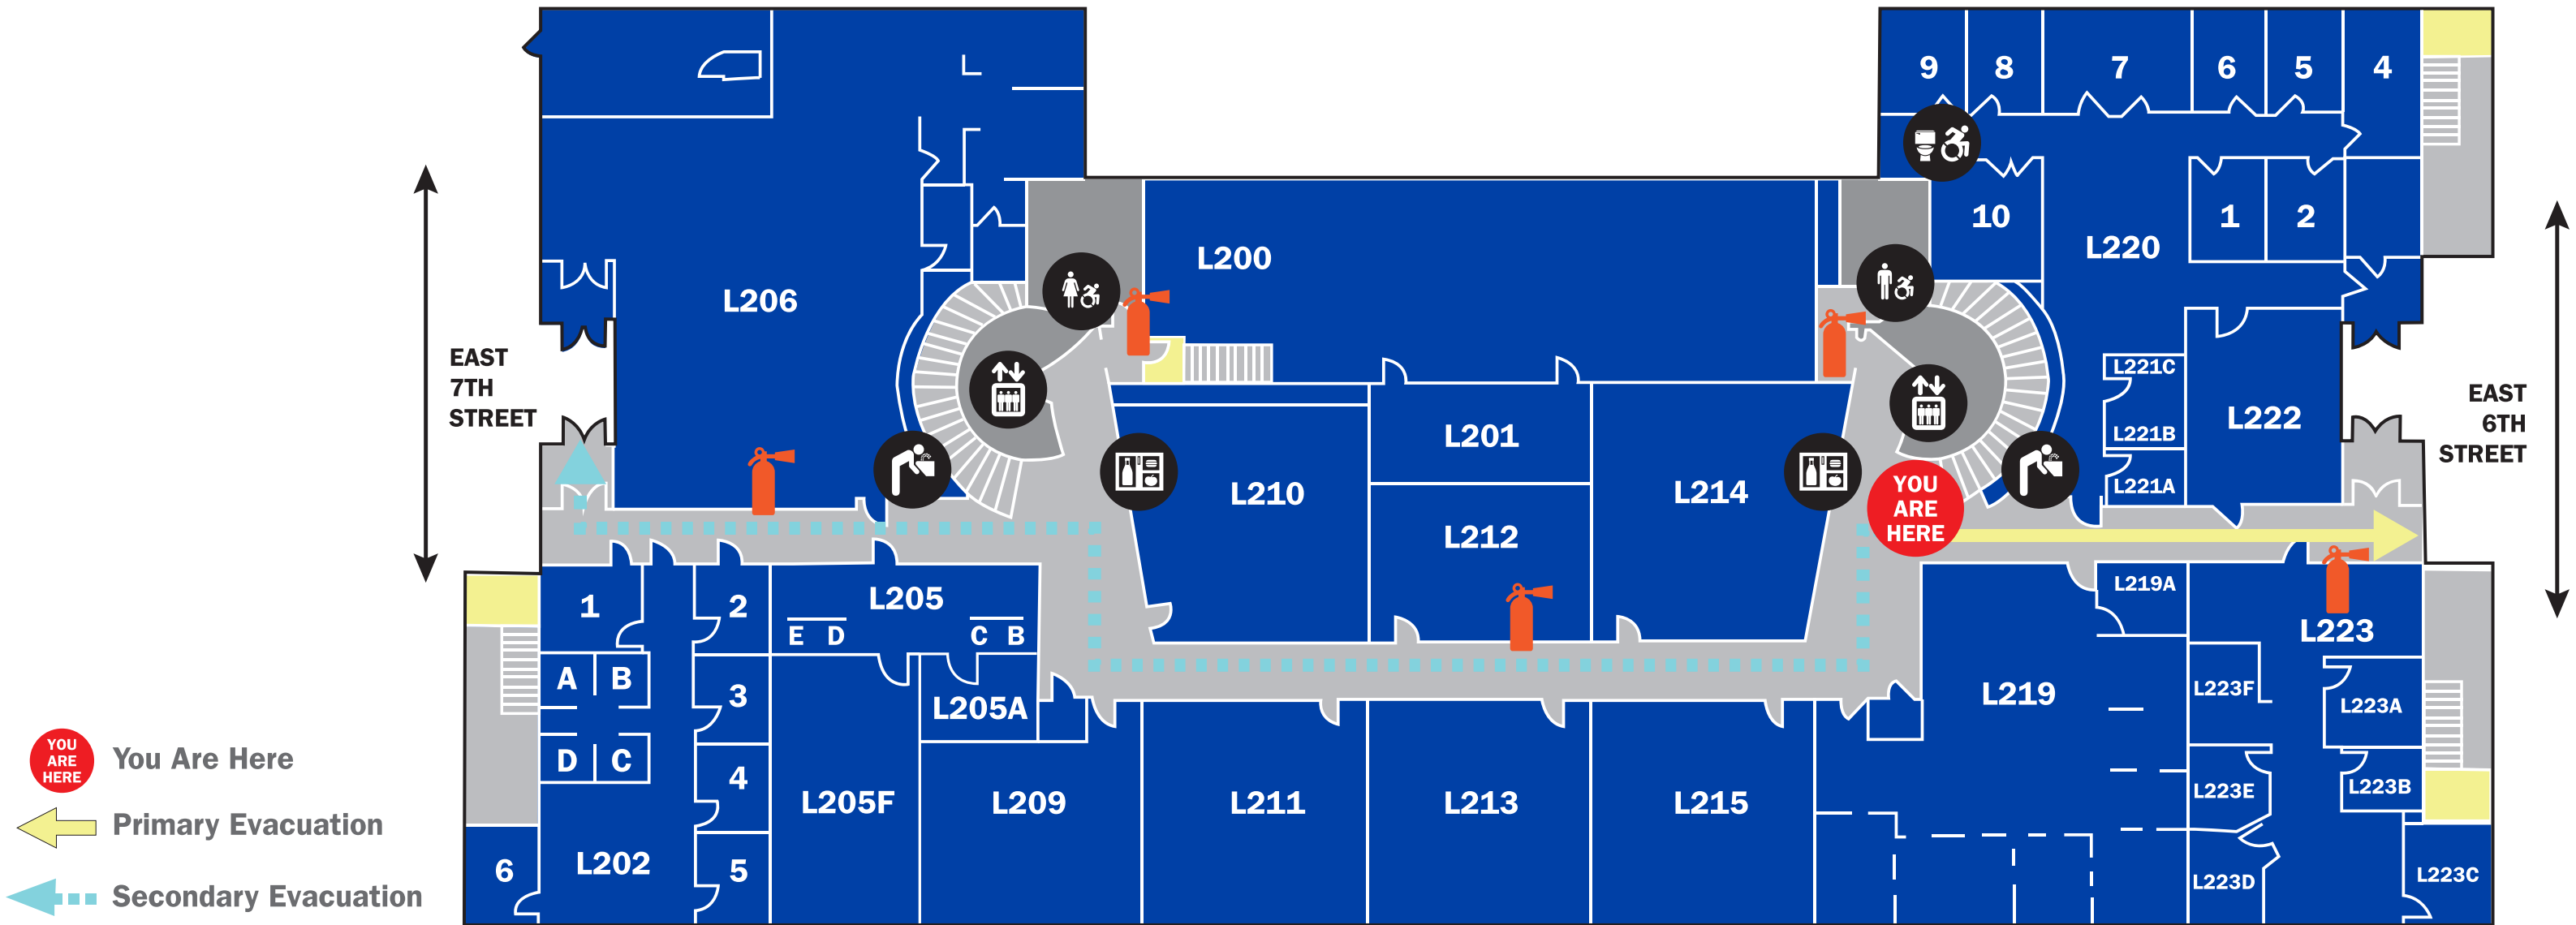 9
8
7
6
5
4
10
1
2
L220
L200
L206
EAST
7TH
STREET
L221C
L221B
L221A
L222
EAST
6TH
STREET
L201
L210
L212
L214
YOU
ARE
HERE
1
2
L205
E D
C B
L219A
L223
A
B
3
L205A
L219
L223F
L223A
D
C
4
L205F
L209
L211
L213
L215
L223E
L223B
6
L202
5
L223D
L223C
YOU
ARE
HERE
You Are Here
Primary Evacuation
Secondary Evacuation